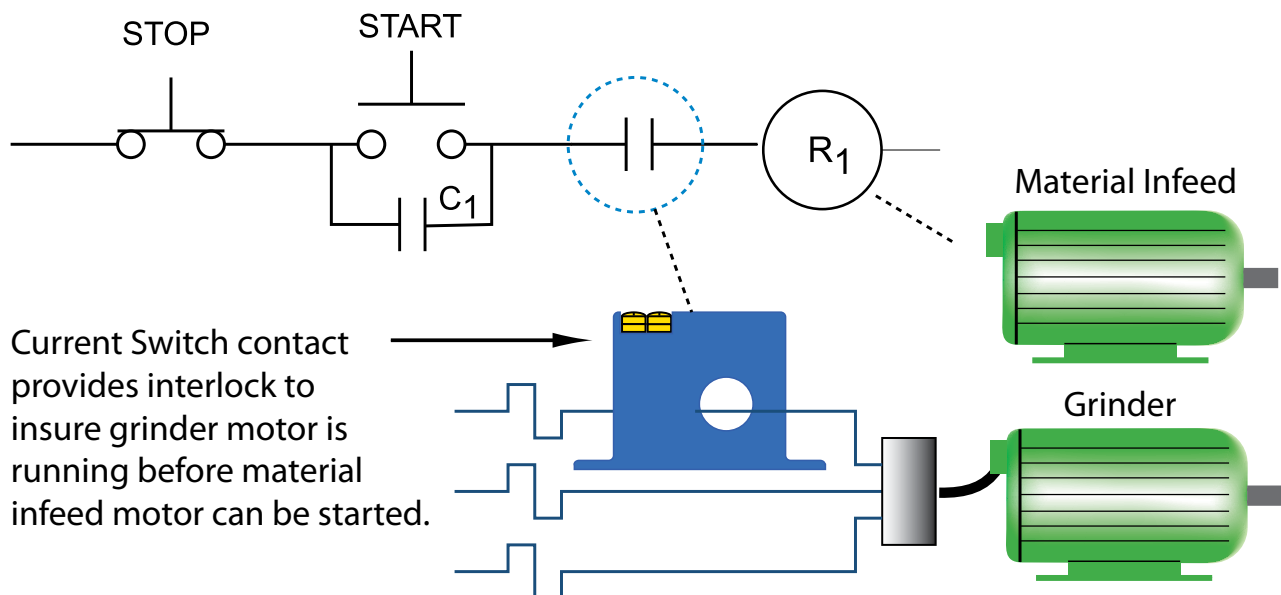 STOP
START
C1
R1
Material Infeed
Current Switch contact
provides interlock to
insure grinder motor is
running before material
infeed motor can be started.
Grinder